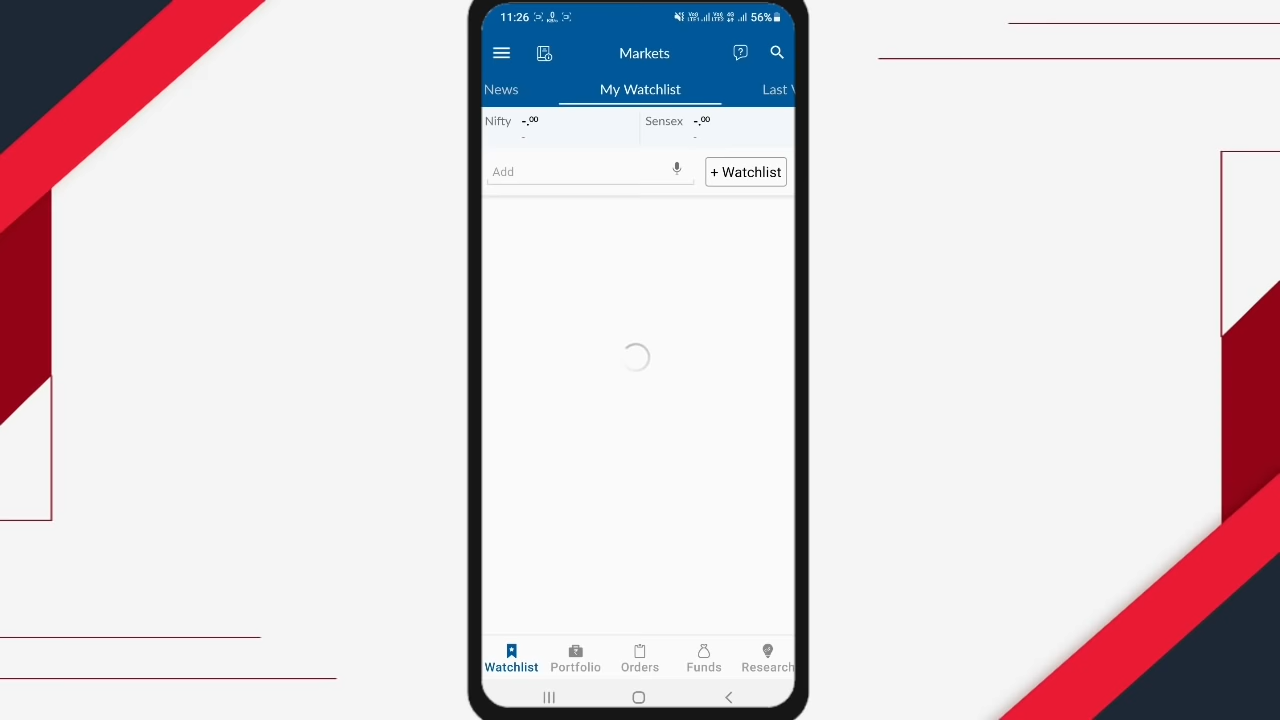 11:26 56%
Markets
News My Watchlist Last
Nifty -.00 Sensex -.00
- -
Add + Watchlist
Watchlist Portfolio Orders Funds Research